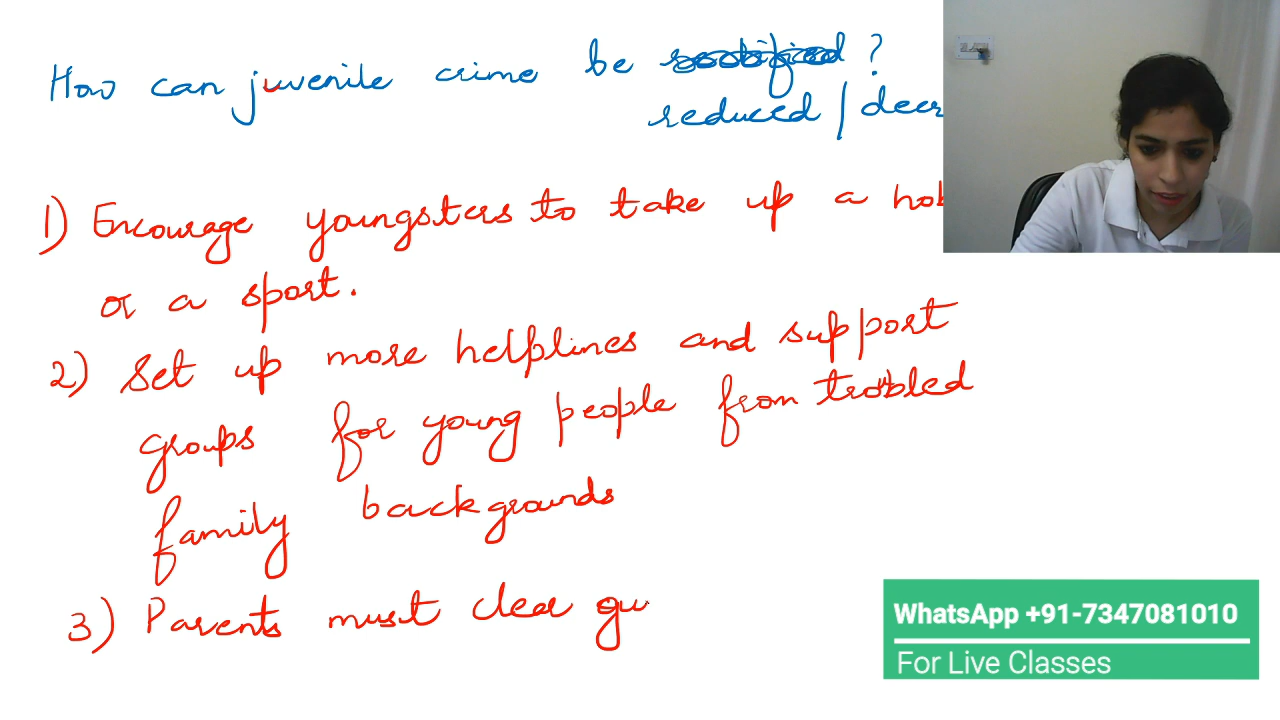 How can juvenile crime be ?
reduced / decr
1) Encourage youngsters to take up a hob
or a sport.
2) Set up more helplines and support
groups for young people from troubled
family backgrounds
3) Parents must clear gu
WhatsApp +91-7347081010
For Live Classes